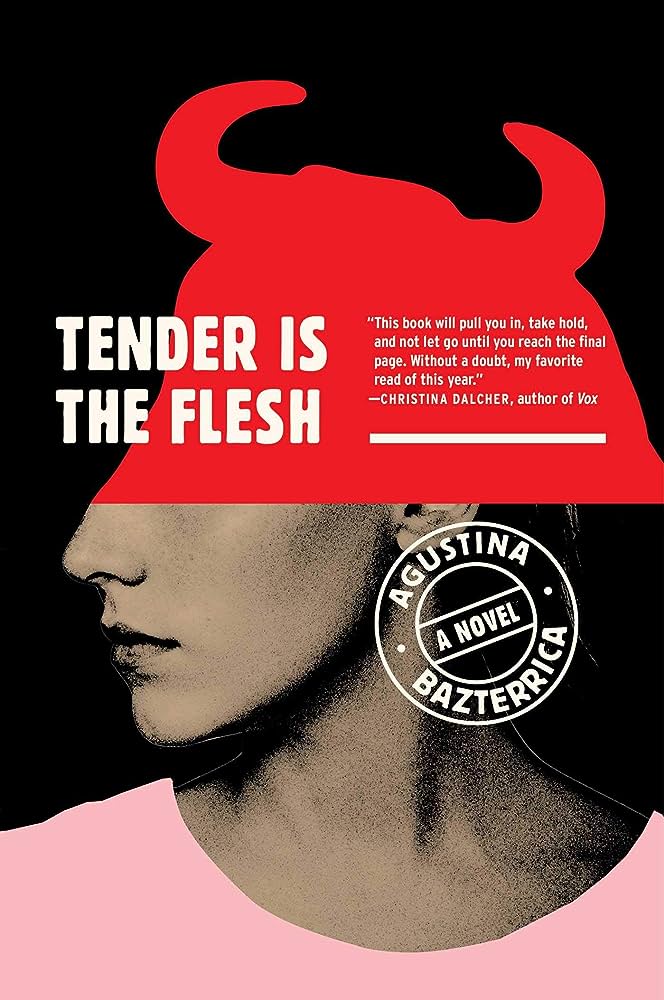 TENDER IS
THE FLESH
“This book will pull you in, take hold,
and not let go until you reach the final
page. Without a doubt, my favorite
read of this year.”
—CHRISTINA DALCHER, author of Vox
AGUSTINA
A NOVEL
BAZTERRICA